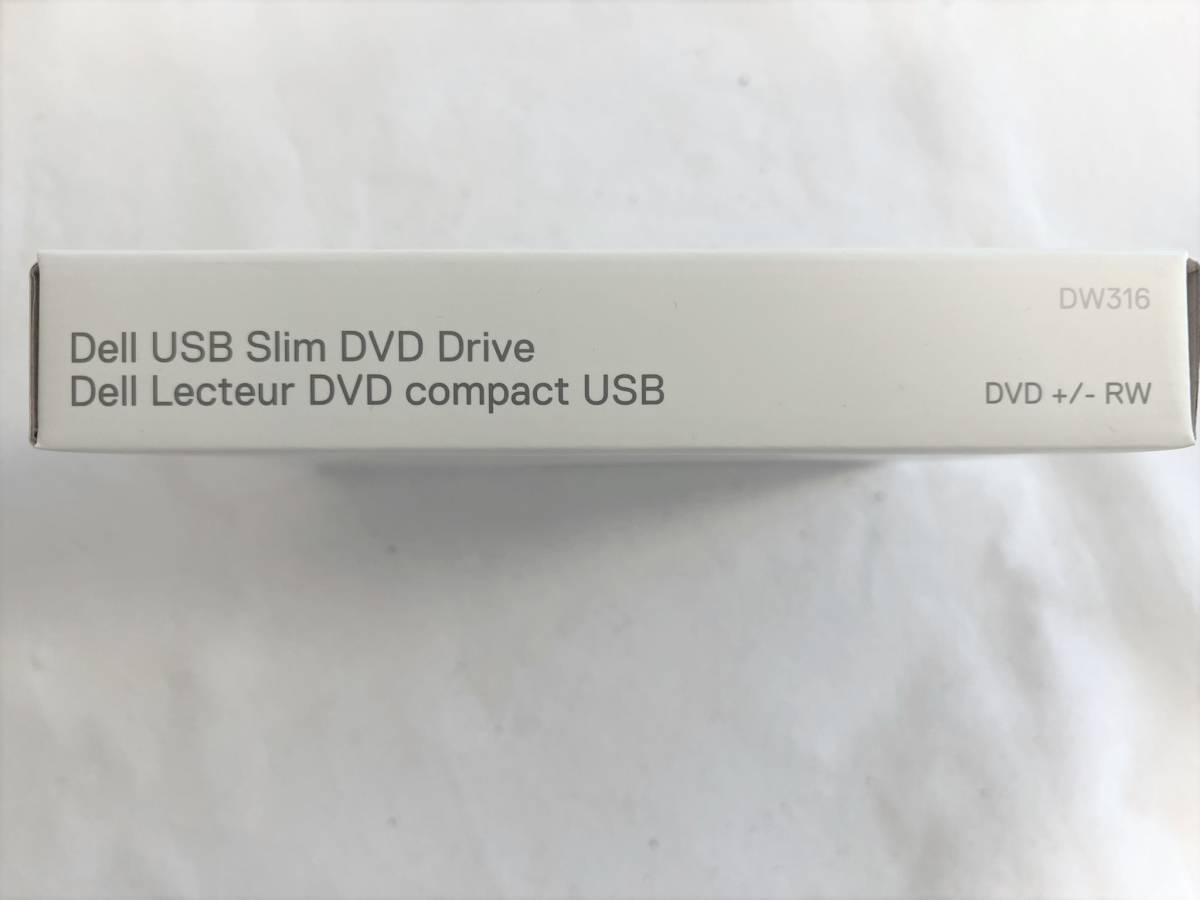 DW316
Dell USB Slim DVD Drive
Dell Lecteur DVD compact USB
DVD +/- RW